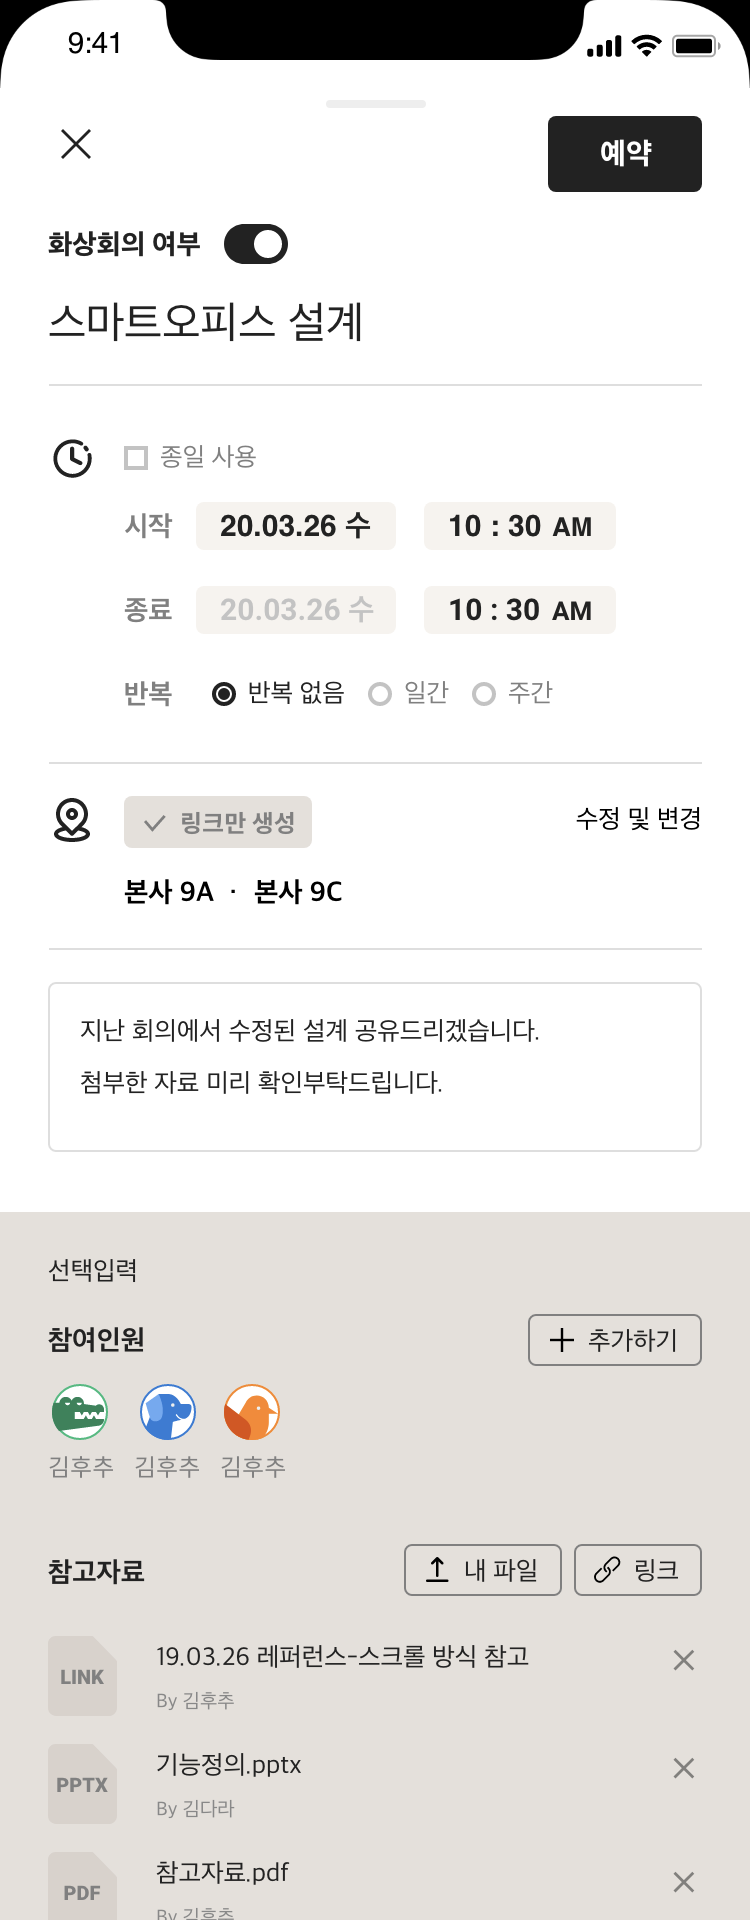 9:41
예약
화상회의 여부
스마트오피스 설계
종일 사용
시작 20.03.26 수 10 : 30 AM
종료 20.03.26 수 10 : 30 AM
반복 반복 없음 일간 주간
링크만 생성 수정 및 변경
본사 9A · 본사 9C
지난 회의에서 수정된 설계 공유드리겠습니다.
첨부한 자료 미리 확인부탁드립니다.
선택입력
참여인원 추가하기
김후추 김후추 김후추
참고자료 내 파일 링크
LINK 19.03.26 레퍼런스-스크롤 방식 참고
By 김후추
PPTX 기능정의.pptx
By 김다라
PDF 참고자료.pdf
By 김후추